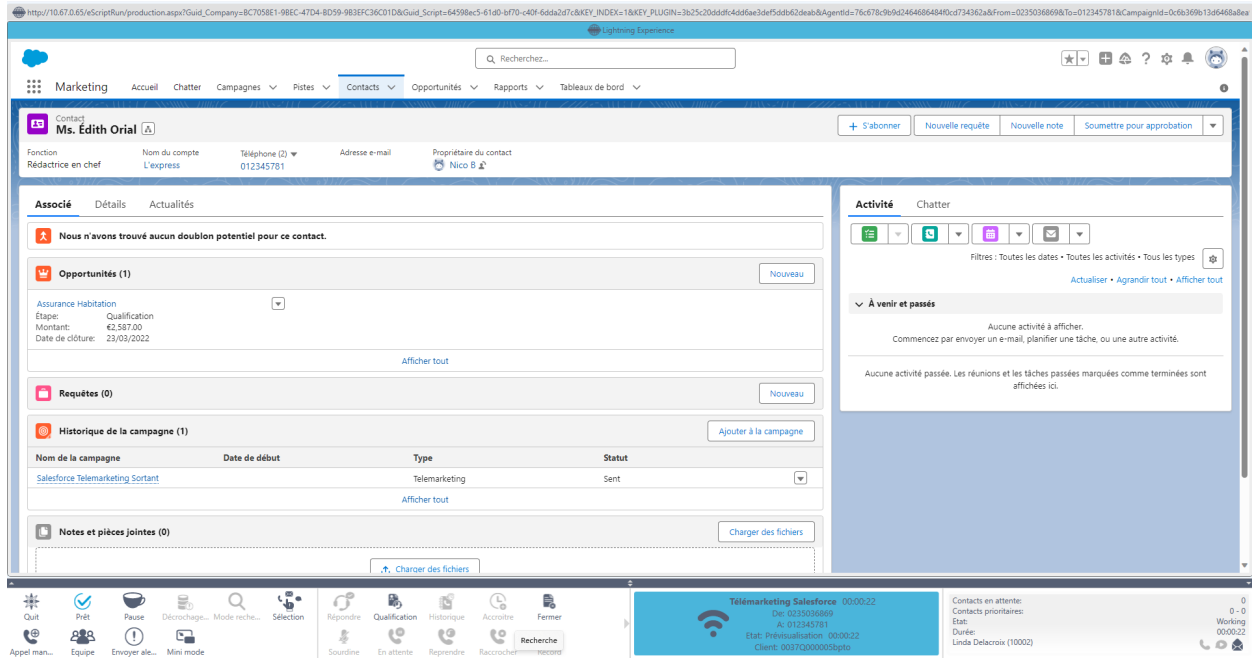 http://10.67.0.65/eScriptRun/production.aspx?Guid_Company=BC7058E1-9BEC-47D4-BD59-9B3EFC36C01D&Guid_Script=64598ec5-61d0-bf70-c40f-6dda2d7c&KEY_INDEX=1&KEY_PLUGIN=3b25c20dddfc4dd6ae3def5ddb62deab&AgentId=76c678c9b9d2464686484f0cd734362a&From=0235036869&To=012345781&CampaignId=0c6b369b13d6468a8ea
Lightning Experience
Recherchez...
Marketing Accueil Chatter Campagnes Pistes Contacts Opportunités Rapports Tableaux de bord
Contact
Ms. Édith Orial
+ S'abonner Nouvelle requête Nouvelle note Soumettre pour approbation
Fonction Nom du compte Téléphone (2) Adresse e-mail Propriétaire du contact
Rédactrice en chef L'express 012345781 Nico B
Associé Détails Actualités
Activité Chatter
Nous n'avons trouvé aucun doublon potentiel pour ce contact.
Filtres : Toutes les dates • Toutes les activités • Tous les types
Actualiser • Agrandir tout • Afficher tout
Opportunités (1) Nouveau
Assurance Habitation
Étape: Qualification
Montant: €2,587.00
Date de clôture: 23/03/2022
Afficher tout
À venir et passés
Aucune activité à afficher.
Commencez par envoyer un e-mail, planifier une tâche, ou une autre activité.
Aucune activité passée. Les réunions et les tâches passées marquées comme terminées sont
affichées ici.
Requêtes (0) Nouveau
Historique de la campagne (1) Ajouter à la campagne
Nom de la campagne Date de début Type Statut
Salesforce Telemarketing Sortant Telemarketing Sent
Afficher tout
Notes et pièces jointes (0) Charger des fichiers
Charger des fichiers
Quit Prêt Pause Décrochage... Mode reche... Sélection Répondre Qualification Historique Accroitre Fermer
Appel man... Equipe Envoyer ale... Mini mode Sourdine En attente Reprendre Raccrocher Record
Recherche
Télémarketing Salesforce 00:00:22
De: 0235036869
A: 012345781
Etat: Prévisualisation 00:00:22
Client: 0037Q000005bpto
Contacts en attente: 0
Contacts prioritaires: 0 - 0
Etat: Working
Durée: 00:00:22
Linda Delacroix (10002)